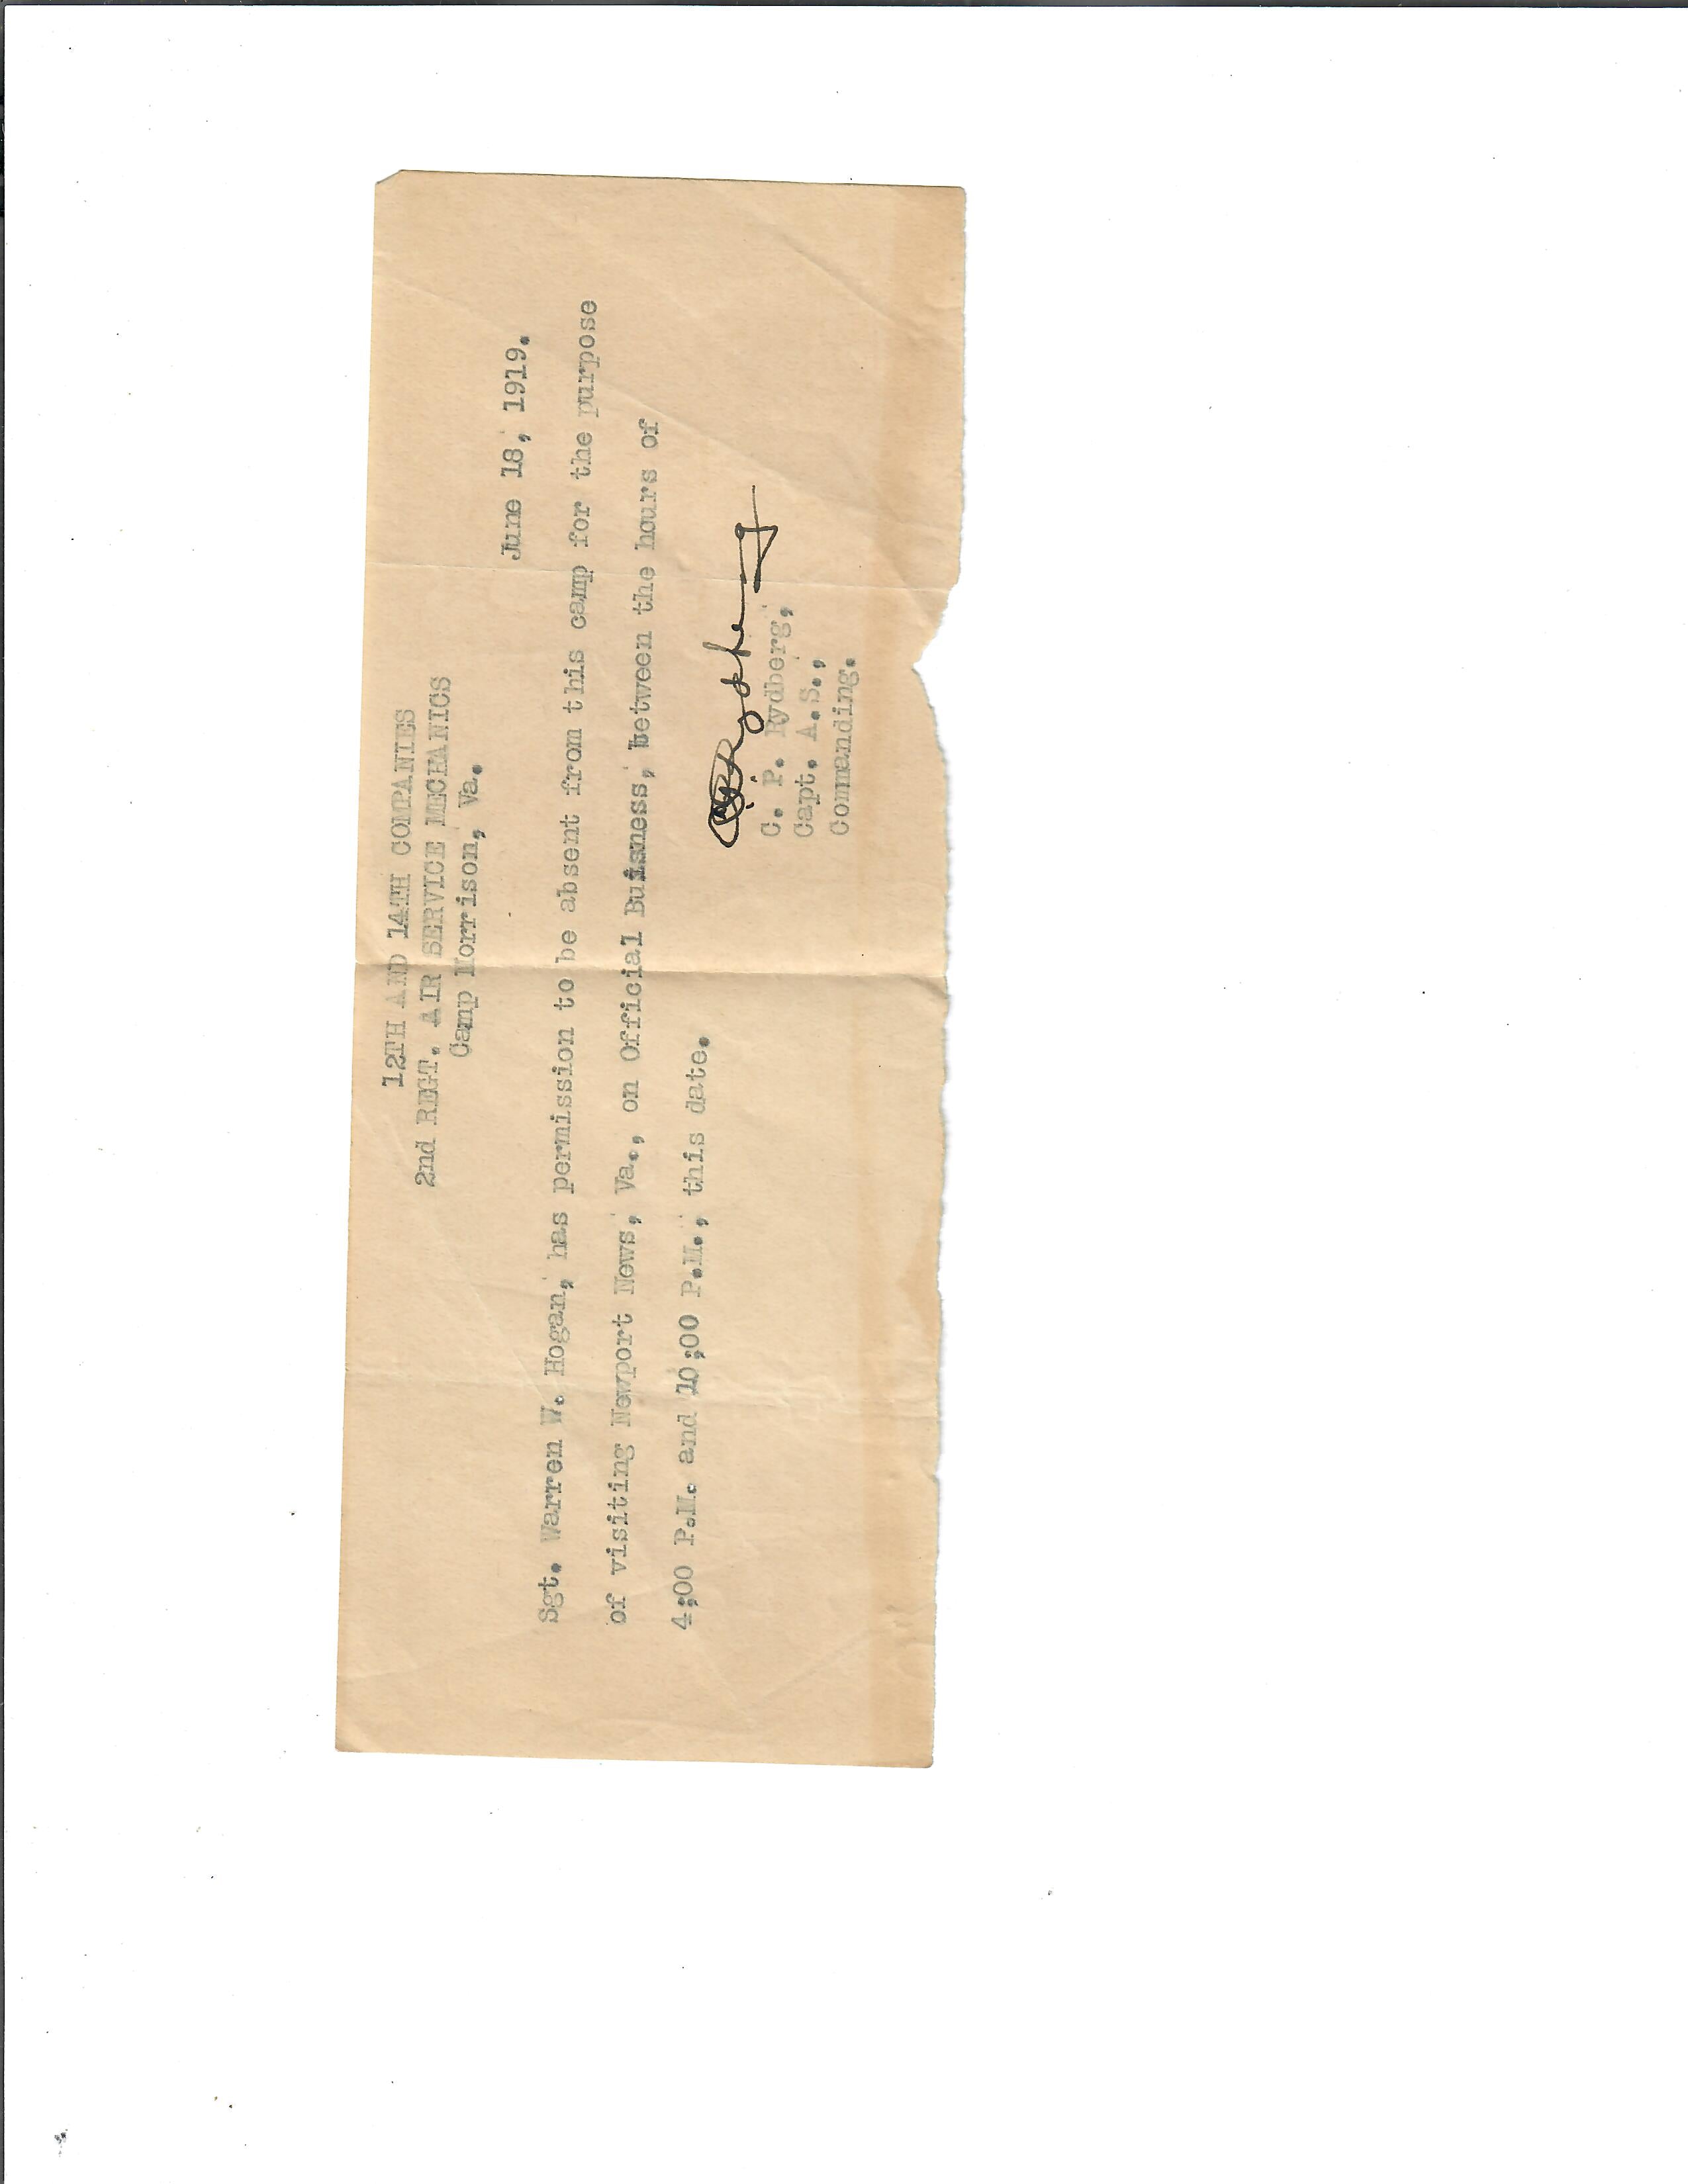 12TH AND 14TH COMPANIES
2nd REGT. AIR SERVICE MECHANICS
Camp Morrison, Va.
June 18, 1919.
Sgt. Warren W. Hogan, has permission to be absent from this camp for the purpose
of visiting Newport News, Va., on Official Buisness, between the hours of
4;00 P.M. and 10;00 P.M., this date.
CPRydberg
C. P. Rydberg,
Capt. A.S.,
Commanding.